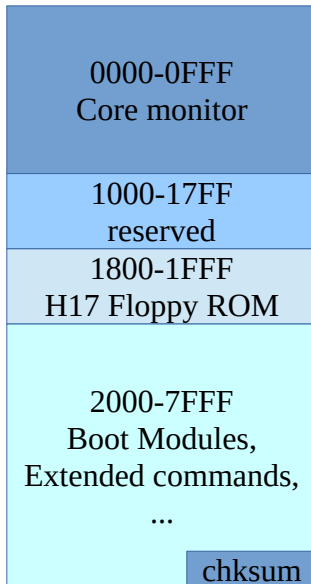 0000-0FFF
Core monitor
1000-17FF
reserved
1800-1FFF
H17 Floppy ROM
2000-7FFF
Boot Modules,
Extended commands,
...
chksum